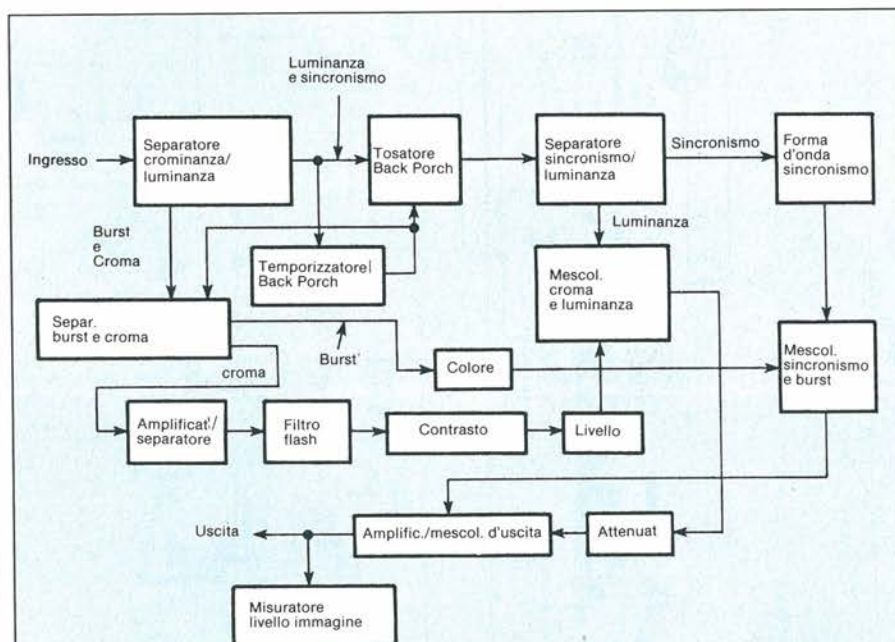 Luminanza
e sincronismo
Ingresso
Separatore
crominanza/
luminanza
Tosatore
Back Porch
Separatore
sincronismo/
luminanza
Sincronismo
Forma
d'onda
sincronismo
Burst
e
Croma
Temporizzatore
Back Porch
Luminanza
Mescol.
croma
e luminanza
Separ.
burst e croma
Burst
croma
Colore
Mescol.
sincronismo
e burst
Amplificat./
separatore
Filtro
flash
Contrasto
Livello
Uscita
Amplific./mescol. d'uscita
Attenuat
Misuratore
livello immagine